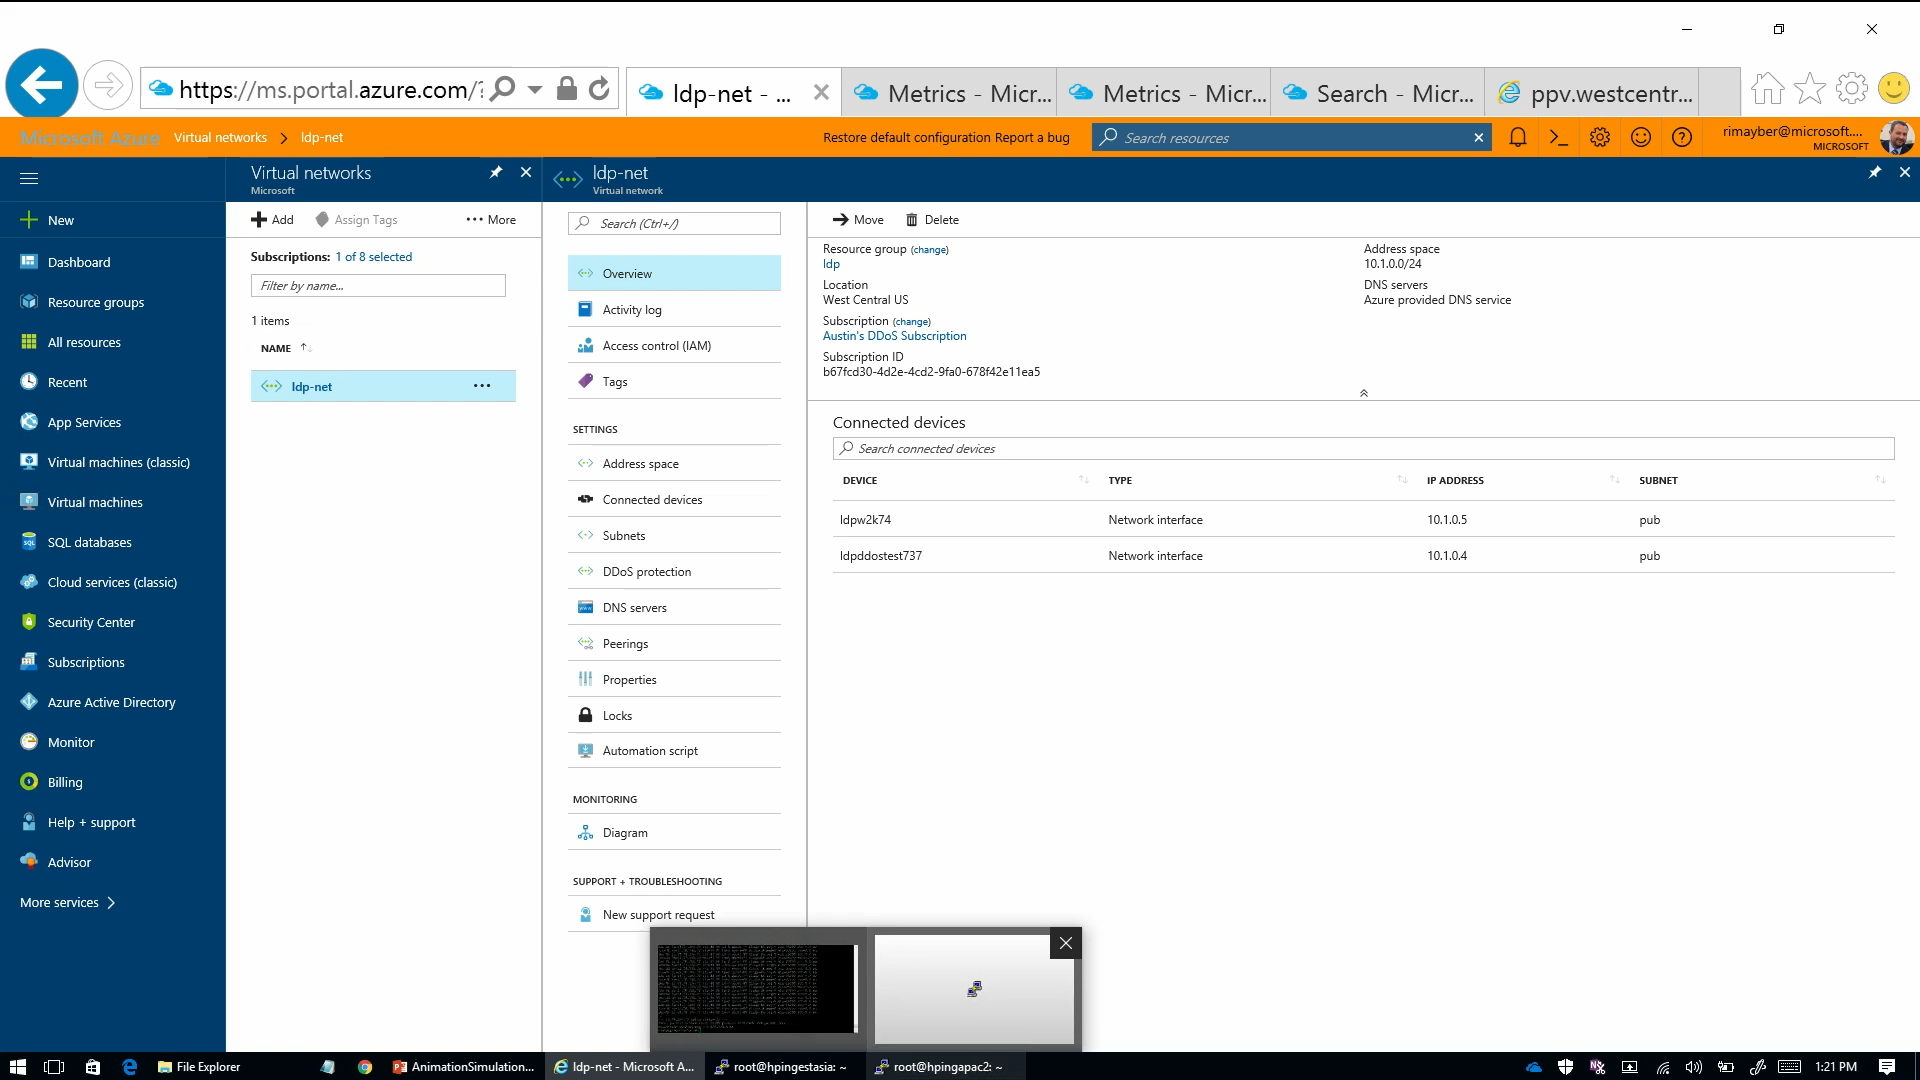 https://ms.portal.azure.com/?
ldp-net - ...
Metrics - Micr...
Metrics - Micr...
Search - Micr...
ppv.westcentr...
Microsoft Azure
Virtual networks
ldp-net
Restore default configuration
Report a bug
Search resources
rimayber@microsoft....
MICROSOFT
New
Dashboard
Resource groups
All resources
Recent
App Services
Virtual machines (classic)
Virtual machines
SQL databases
Cloud services (classic)
Security Center
Subscriptions
Azure Active Directory
Monitor
Billing
Help + support
Advisor
More services
Virtual networks
Microsoft
Add
Assign Tags
More
Subscriptions: 1 of 8 selected
Filter by name...
1 items
NAME
ldp-net
ldp-net
Virtual network
Search (Ctrl+/)
Overview
Activity log
Access control (IAM)
Tags
SETTINGS
Address space
Connected devices
Subnets
DDoS protection
DNS servers
Peerings
Properties
Locks
Automation script
MONITORING
Diagram
SUPPORT + TROUBLESHOOTING
New support request
Move
Delete
Resource group (change)
ldp
Location
West Central US
Subscription (change)
Austin's DDoS Subscription
Subscription ID
b67fcd30-4d2e-4cd2-9fa0-678f42e11ea5
Address space
10.1.0.0/24
DNS servers
Azure provided DNS service
Connected devices
Search connected devices
DEVICE TYPE IP ADDRESS SUBNET
ldpw2k74 Network interface 10.1.0.5 pub
ldpddostest737 Network interface 10.1.0.4 pub
File Explorer
AnimationSimulation...
ldp-net - Microsoft A...
root@hpingestasia: ~
root@hpingapac2: ~
1:21 PM